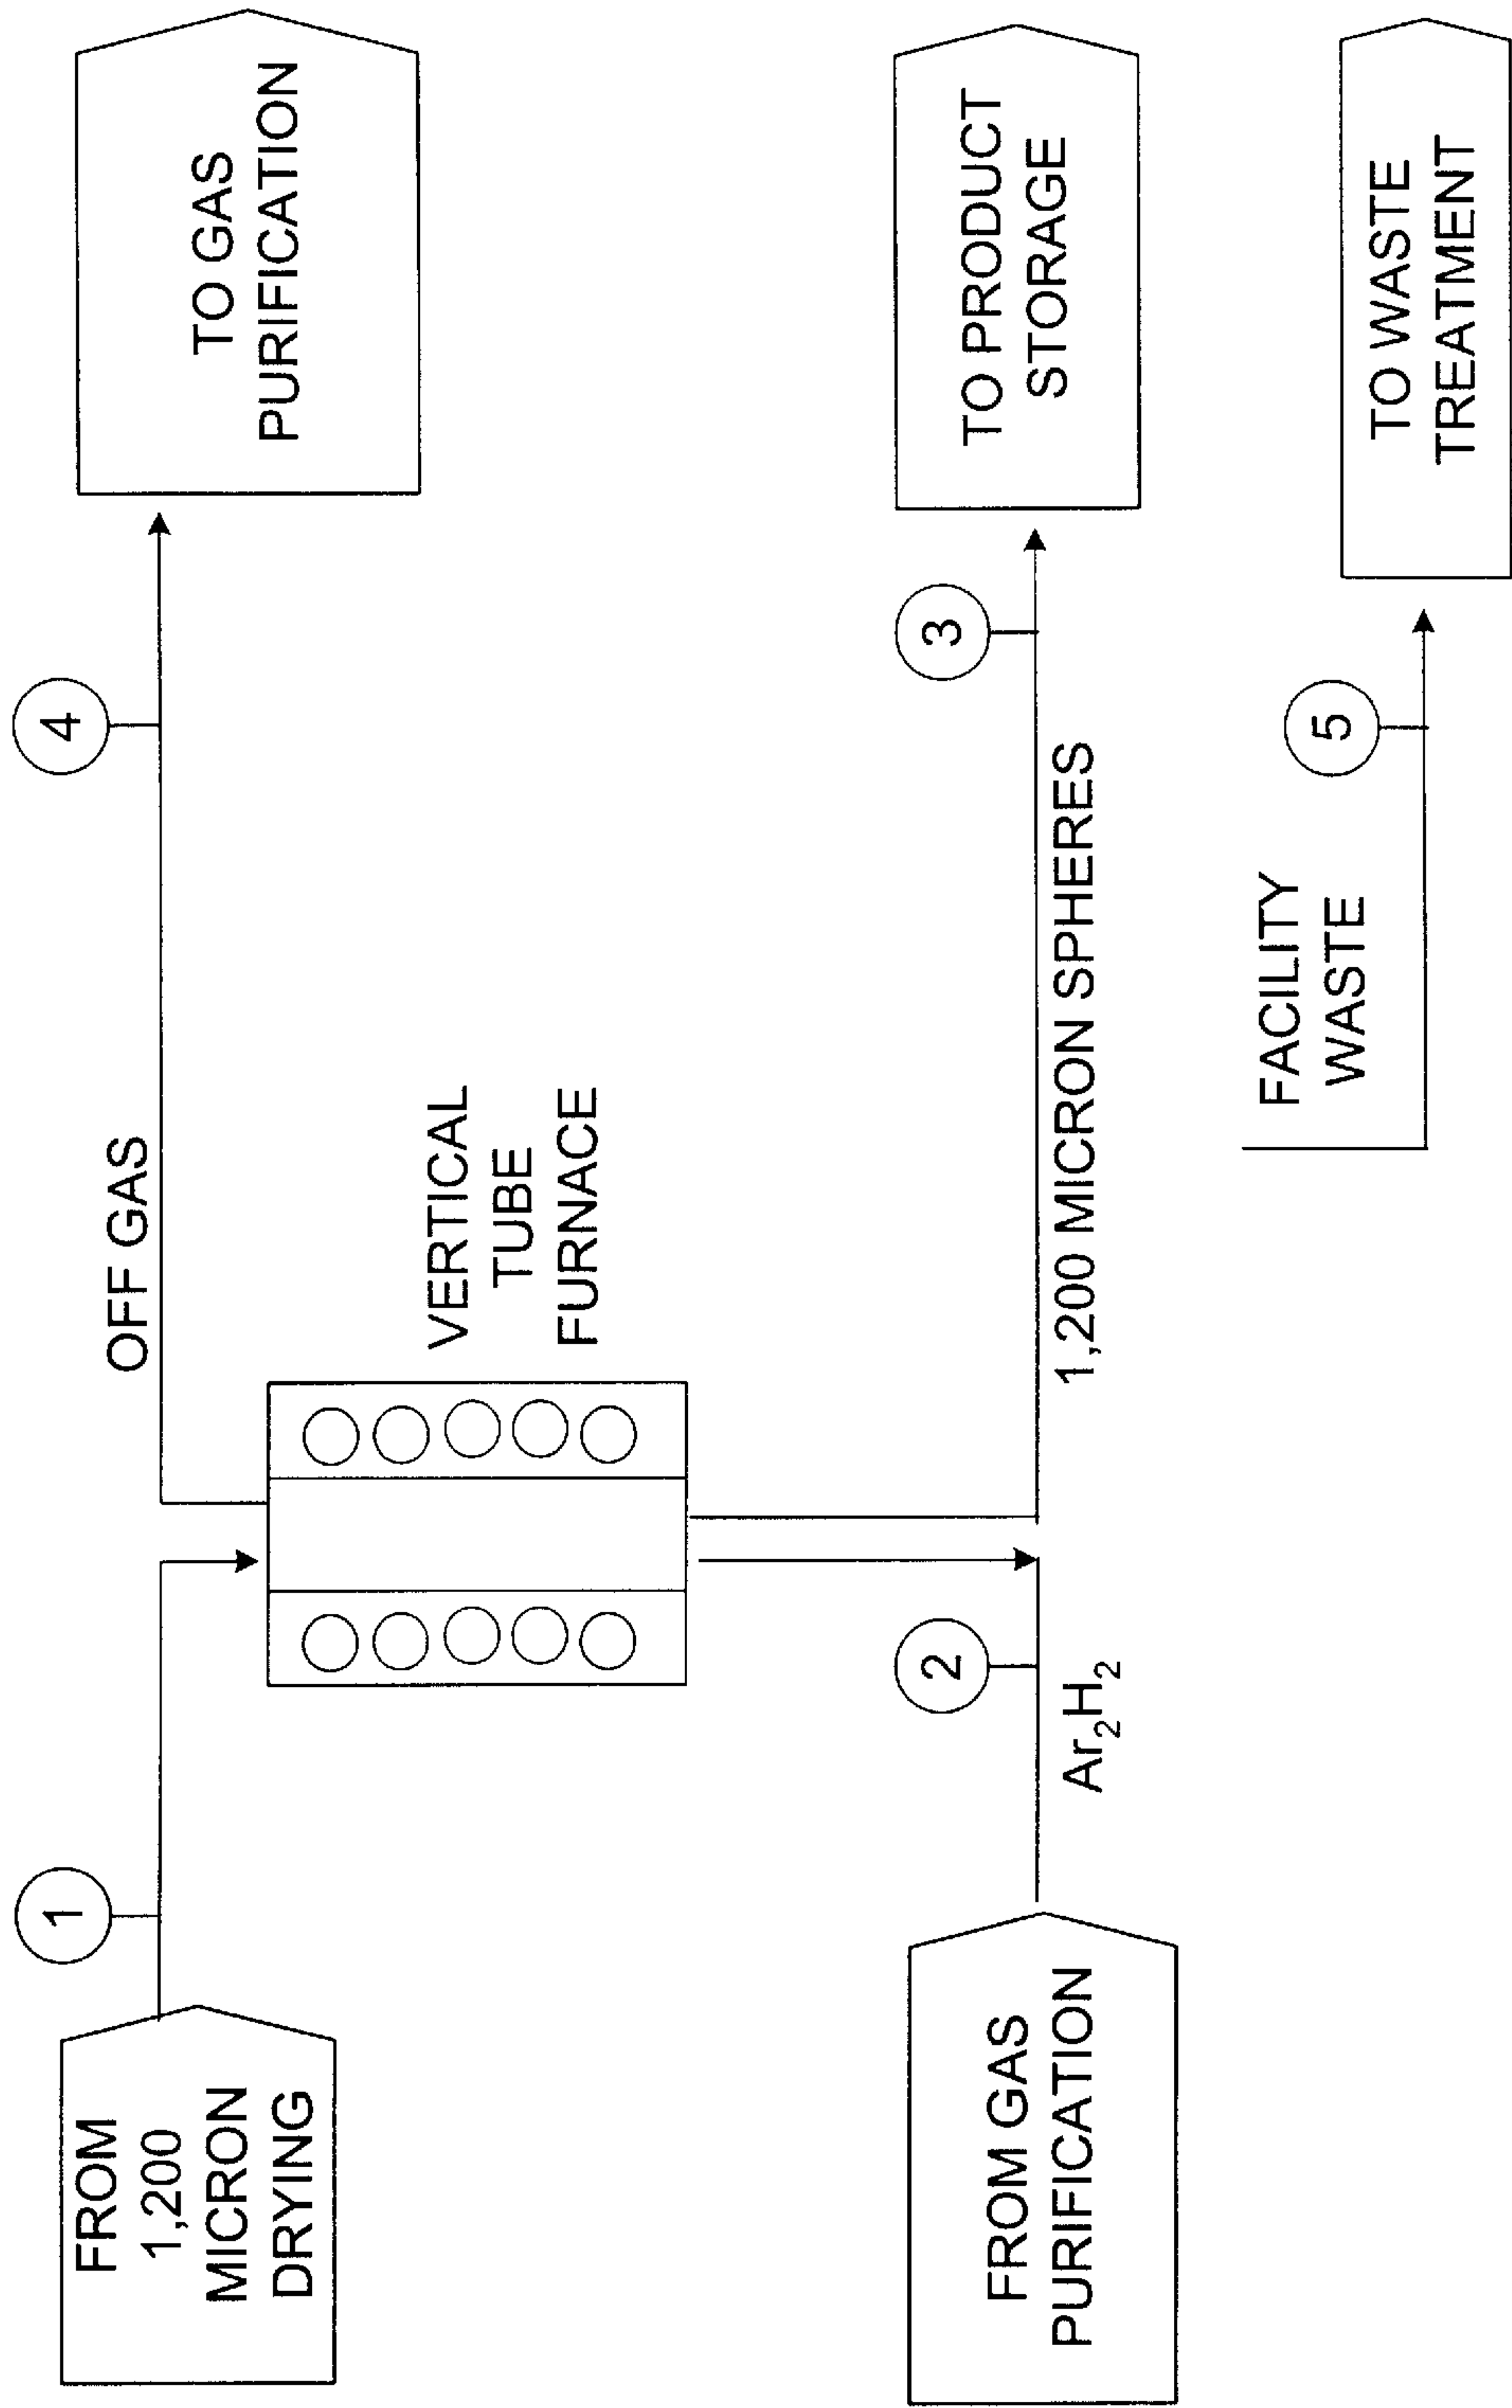 FROM
1,200
MICRON
DRYING
1
OFF GAS
4
TO GAS
PURIFICATION
VERTICAL
TUBE
FURNACE
FROM GAS
PURIFICATION
2
Ar₂H₂
1,200 MICRON SPHERES
3
TO PRODUCT
STORAGE
FACILITY
WASTE
5
TO WASTE
TREATMENT